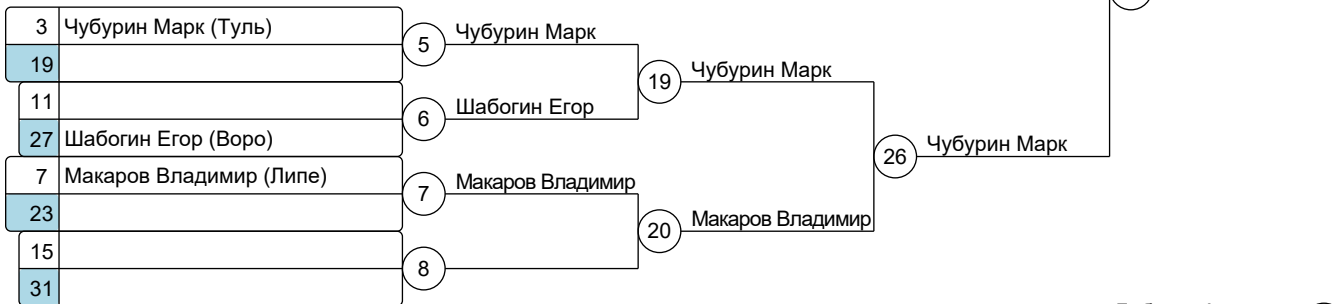 3 Чубурин Марк (Туль)
5 Чубурин Марк
19
19 Чубурин Марк
11
6 Шабогин Егор
27 Шабогин Егор (Воро)
26 Чубурин Марк
7 Макаров Владимир (Липе)
7 Макаров Владимир
23
20 Макаров Владимир
15
8
31